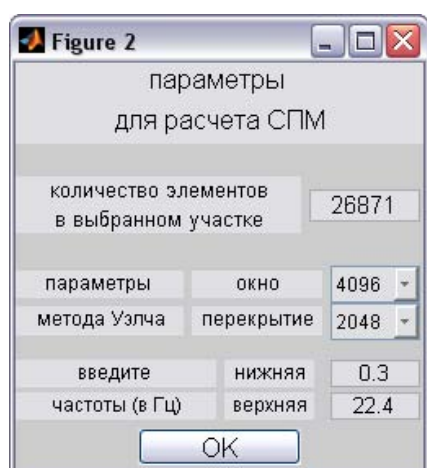 Figure 2
параметры
для расчета СПМ
количество элементов
в выбранном участке
26871
параметры окно 4096
метода Уэлча перекрытие 2048
введите нижняя 0.3
частоты (в Гц) верхняя 22.4
OK